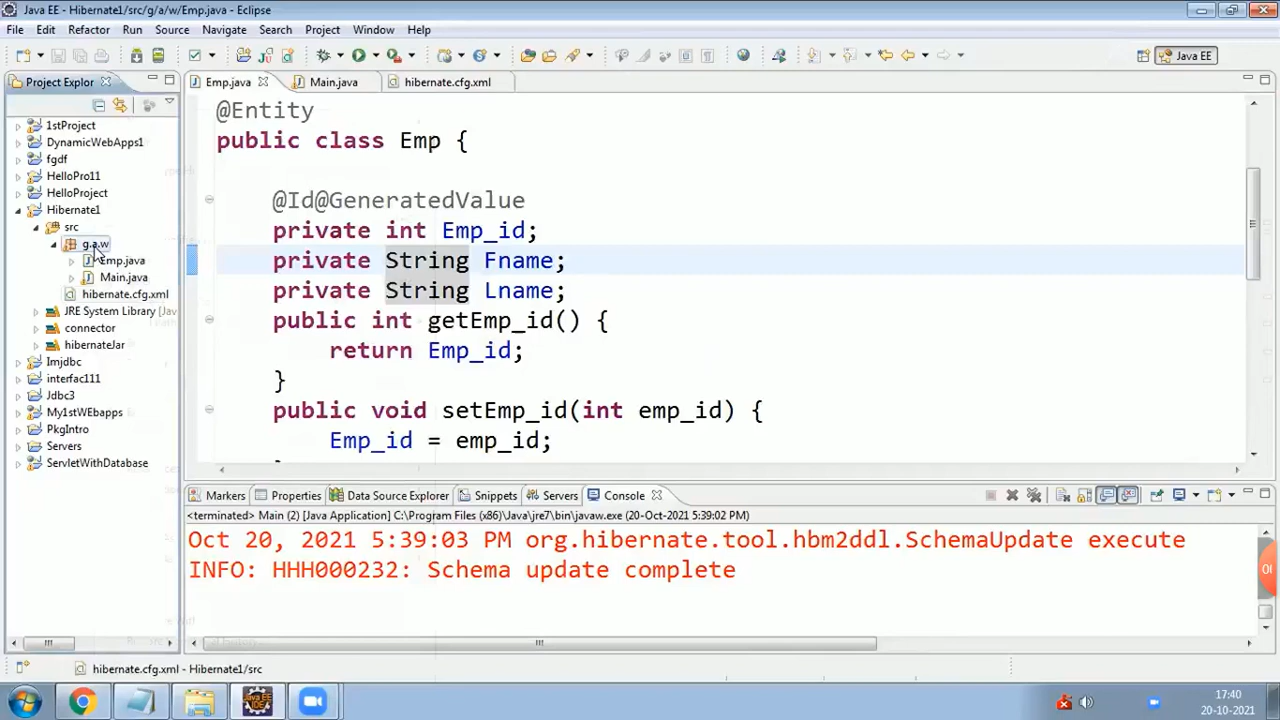 Java EE - Hibernate1/src/g/a/w/Emp.java - Eclipse
File Edit Refactor Run Source Navigate Search Project Window Help
Java EE
Project Explor
Emp.java Main.java hibernate.cfg.xml
1stProject
DynamicWebApps1
fgdf
HelloPro11
HelloProject
Hibernate1
src
g.a.w
Emp.java
Main.java
hibernate.cfg.xml
JRE System Library [Jav
connector
hibernateJar
Imjdbc
interfac111
Jdbc3
My1stWEbapps
PkgIntro
Servers
ServletWithDatabase
@Entity
public class Emp {
@Id@GeneratedValue
private int Emp_id;
private String Fname;
private String Lname;
public int getEmp_id() {
return Emp_id;
}
public void setEmp_id(int emp_id) {
Emp_id = emp_id;
Markers Properties Data Source Explorer Snippets Servers Console
<terminated> Main (2) [Java Application] C:\Program Files (x86)\Java\jre7\bin\javaw.exe (20-Oct-2021 5:39:02 PM)
Oct 20, 2021 5:39:03 PM org.hibernate.tool.hbm2ddl.SchemaUpdate execute
INFO: HHH000232: Schema update complete
hibernate.cfg.xml - Hibernate1/src
Java EE
IDE
17:40
20-10-2021